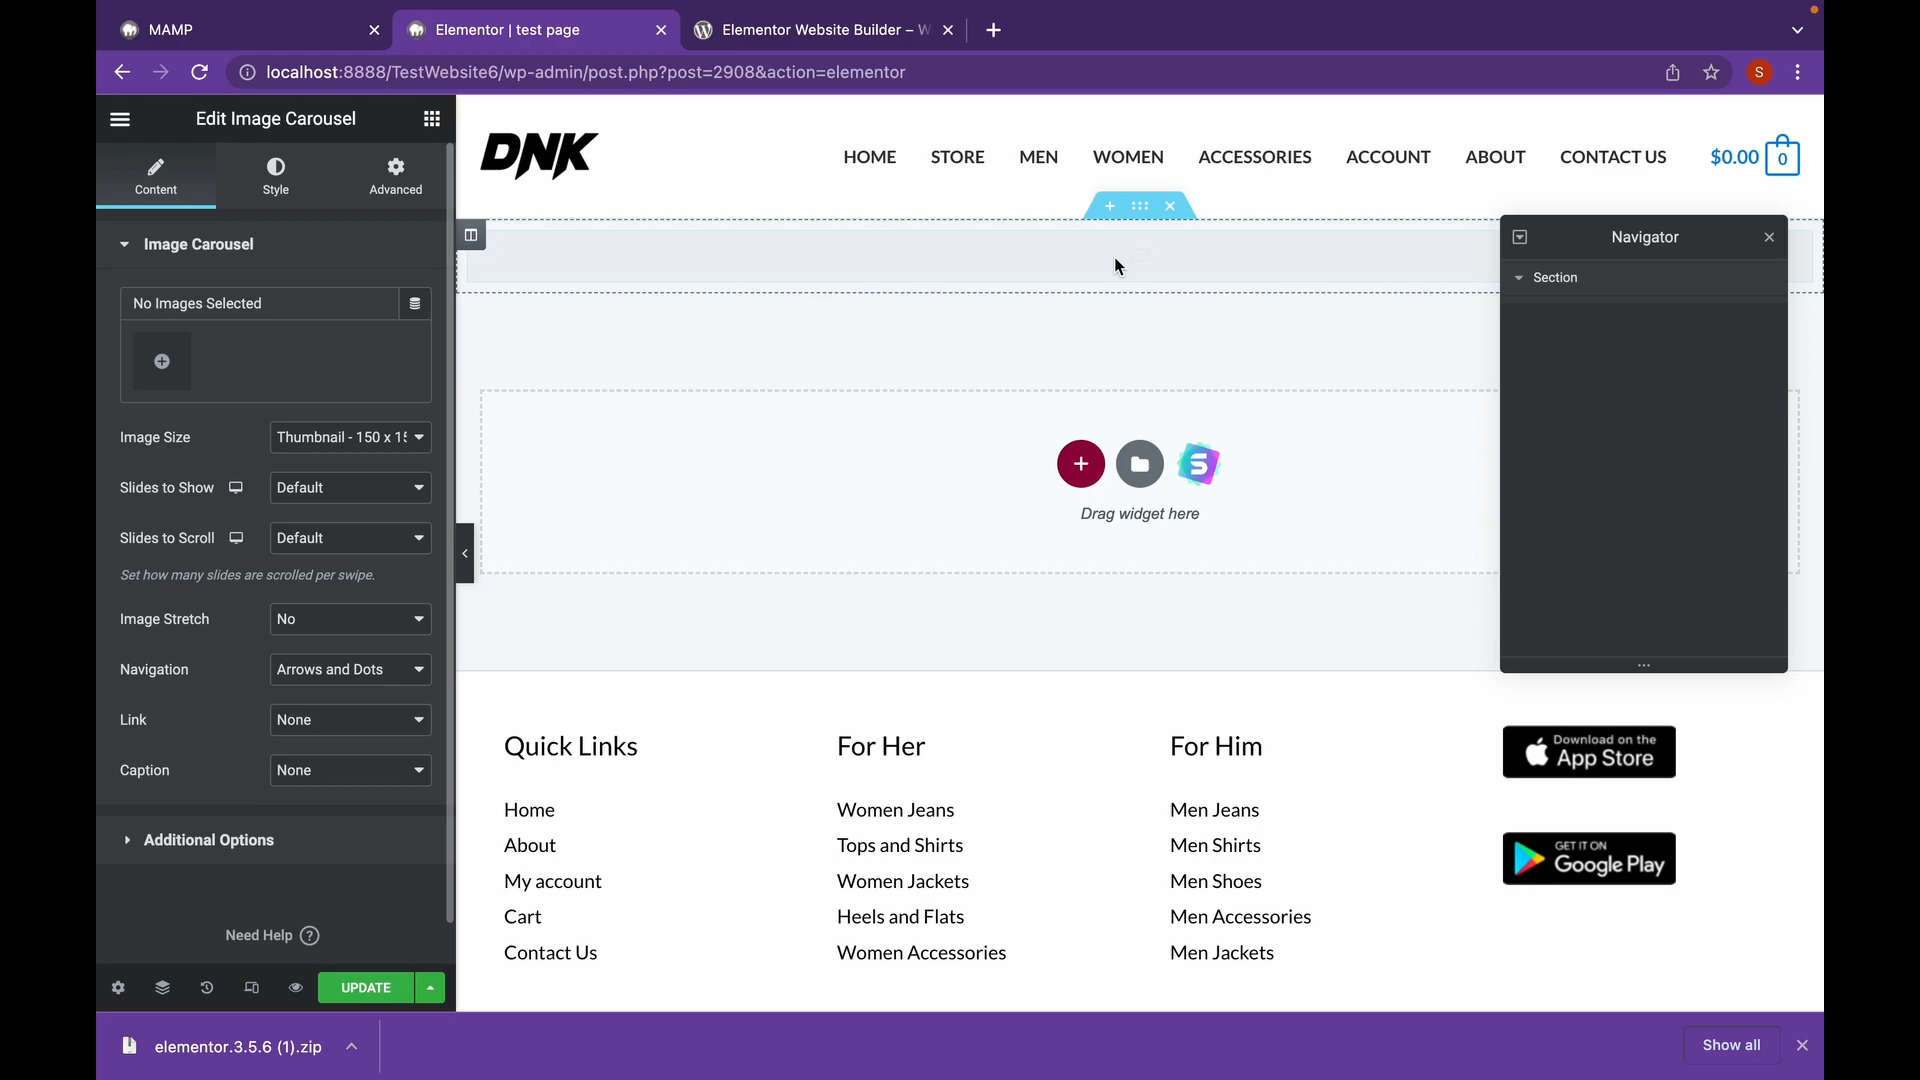 MAMP
Elementor | test page
Elementor Website Builder – W
localhost:8888/TestWebsite6/wp-admin/post.php?post=2908&action=elementor
S
Edit Image Carousel
Content
Style
Advanced
Image Carousel
No Images Selected
Image Size
Thumbnail - 150 x 15
Slides to Show
Default
Slides to Scroll
Default
Set how many slides are scrolled per swipe.
Image Stretch
No
Navigation
Arrows and Dots
Link
None
Caption
None
Additional Options
Need Help ?
UPDATE
DNK
HOME
STORE
MEN
WOMEN
ACCESSORIES
ACCOUNT
ABOUT
CONTACT US
$0.00
0
Navigator
Section
S
Drag widget here
Quick Links
Home
About
My account
Cart
Contact Us
For Her
Women Jeans
Tops and Shirts
Women Jackets
Heels and Flats
Women Accessories
For Him
Men Jeans
Men Shirts
Men Shoes
Men Accessories
Men Jackets
Download on the
App Store
GET IT ON
Google Play
elementor.3.5.6 (1).zip
Show all